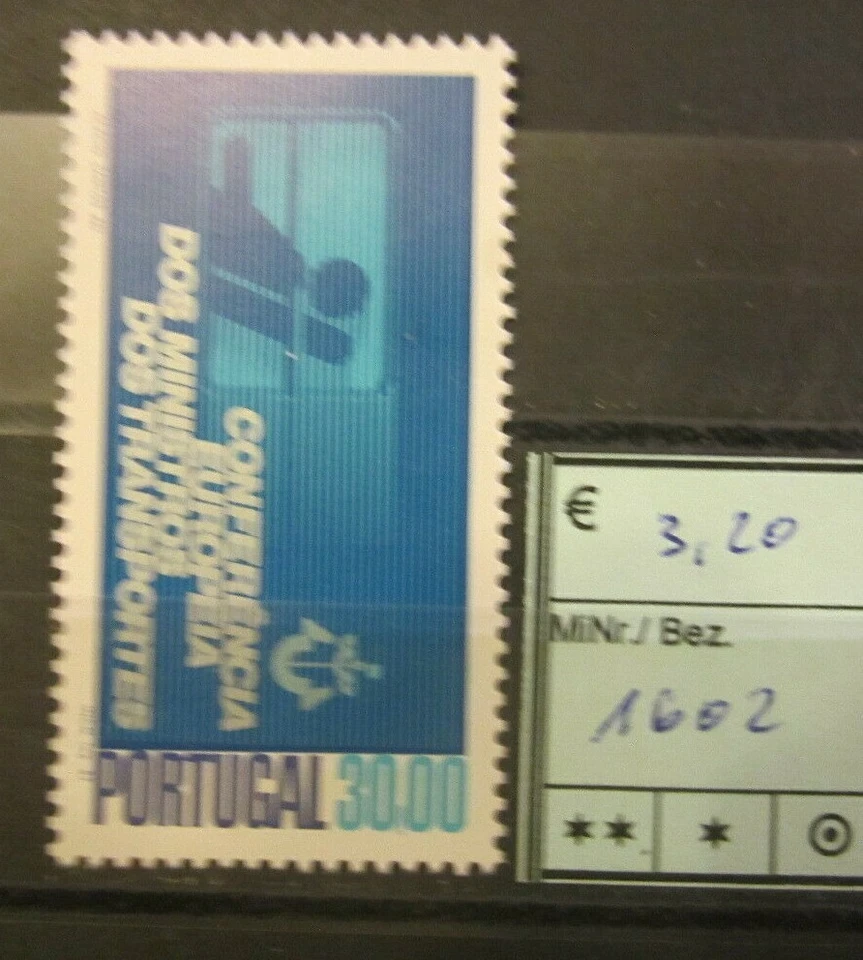 CONFERÊNCIA
EUROPEIA
DOS MINISTROS
DOS TRANSPORTES
PORTUGAL 30.00
€ 3,20
MiNr./ Bez.
1602
** * ⊙